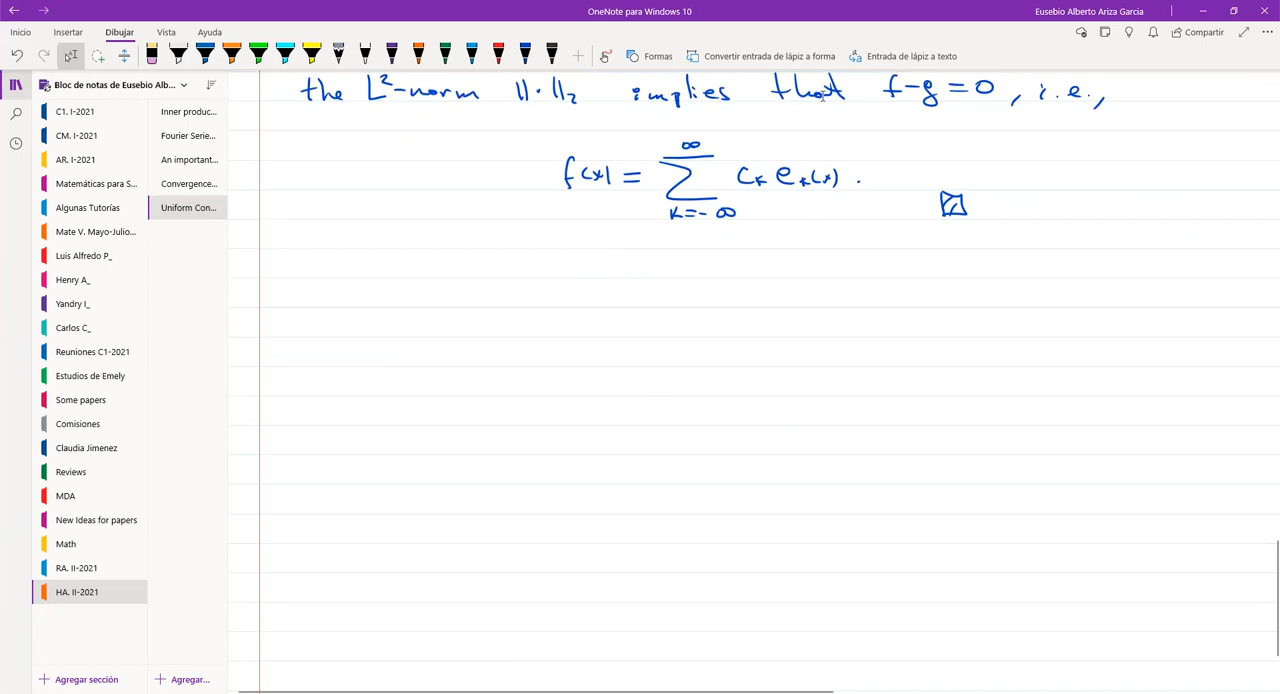 OneNote para Windows 10
Eusebio Alberto Ariza Garcia
Inicio Insertar Dibujar Vista Ayuda
Compartir
Formas Convertir entrada de lápiz a forma Entrada de lápiz a texto
Bloc de notas de Eusebio Alb...
C1. I-2021
CM. I-2021
AR. I-2021
Matemáticas para S...
Algunas Tutorías
Mate V. Mayo-Julio...
Luis Alfredo P_
Henry A_
Yandry I_
Carlos C_
Reuniones C1-2021
Estudios de Emely
Some papers
Comisiones
Claudia Jimenez
Reviews
MDA
New Ideas for papers
Math
RA. II-2021
HA. II-2021
Agregar sección
Inner produc...
Fourier Serie...
An important...
Convergence...
Uniform Con...
Agregar...
the L²-norm ||·||₂ implies that f-g=0, i.e.,
f(x) = ∑_{k=-∞}^{∞} c_k e_k(x).